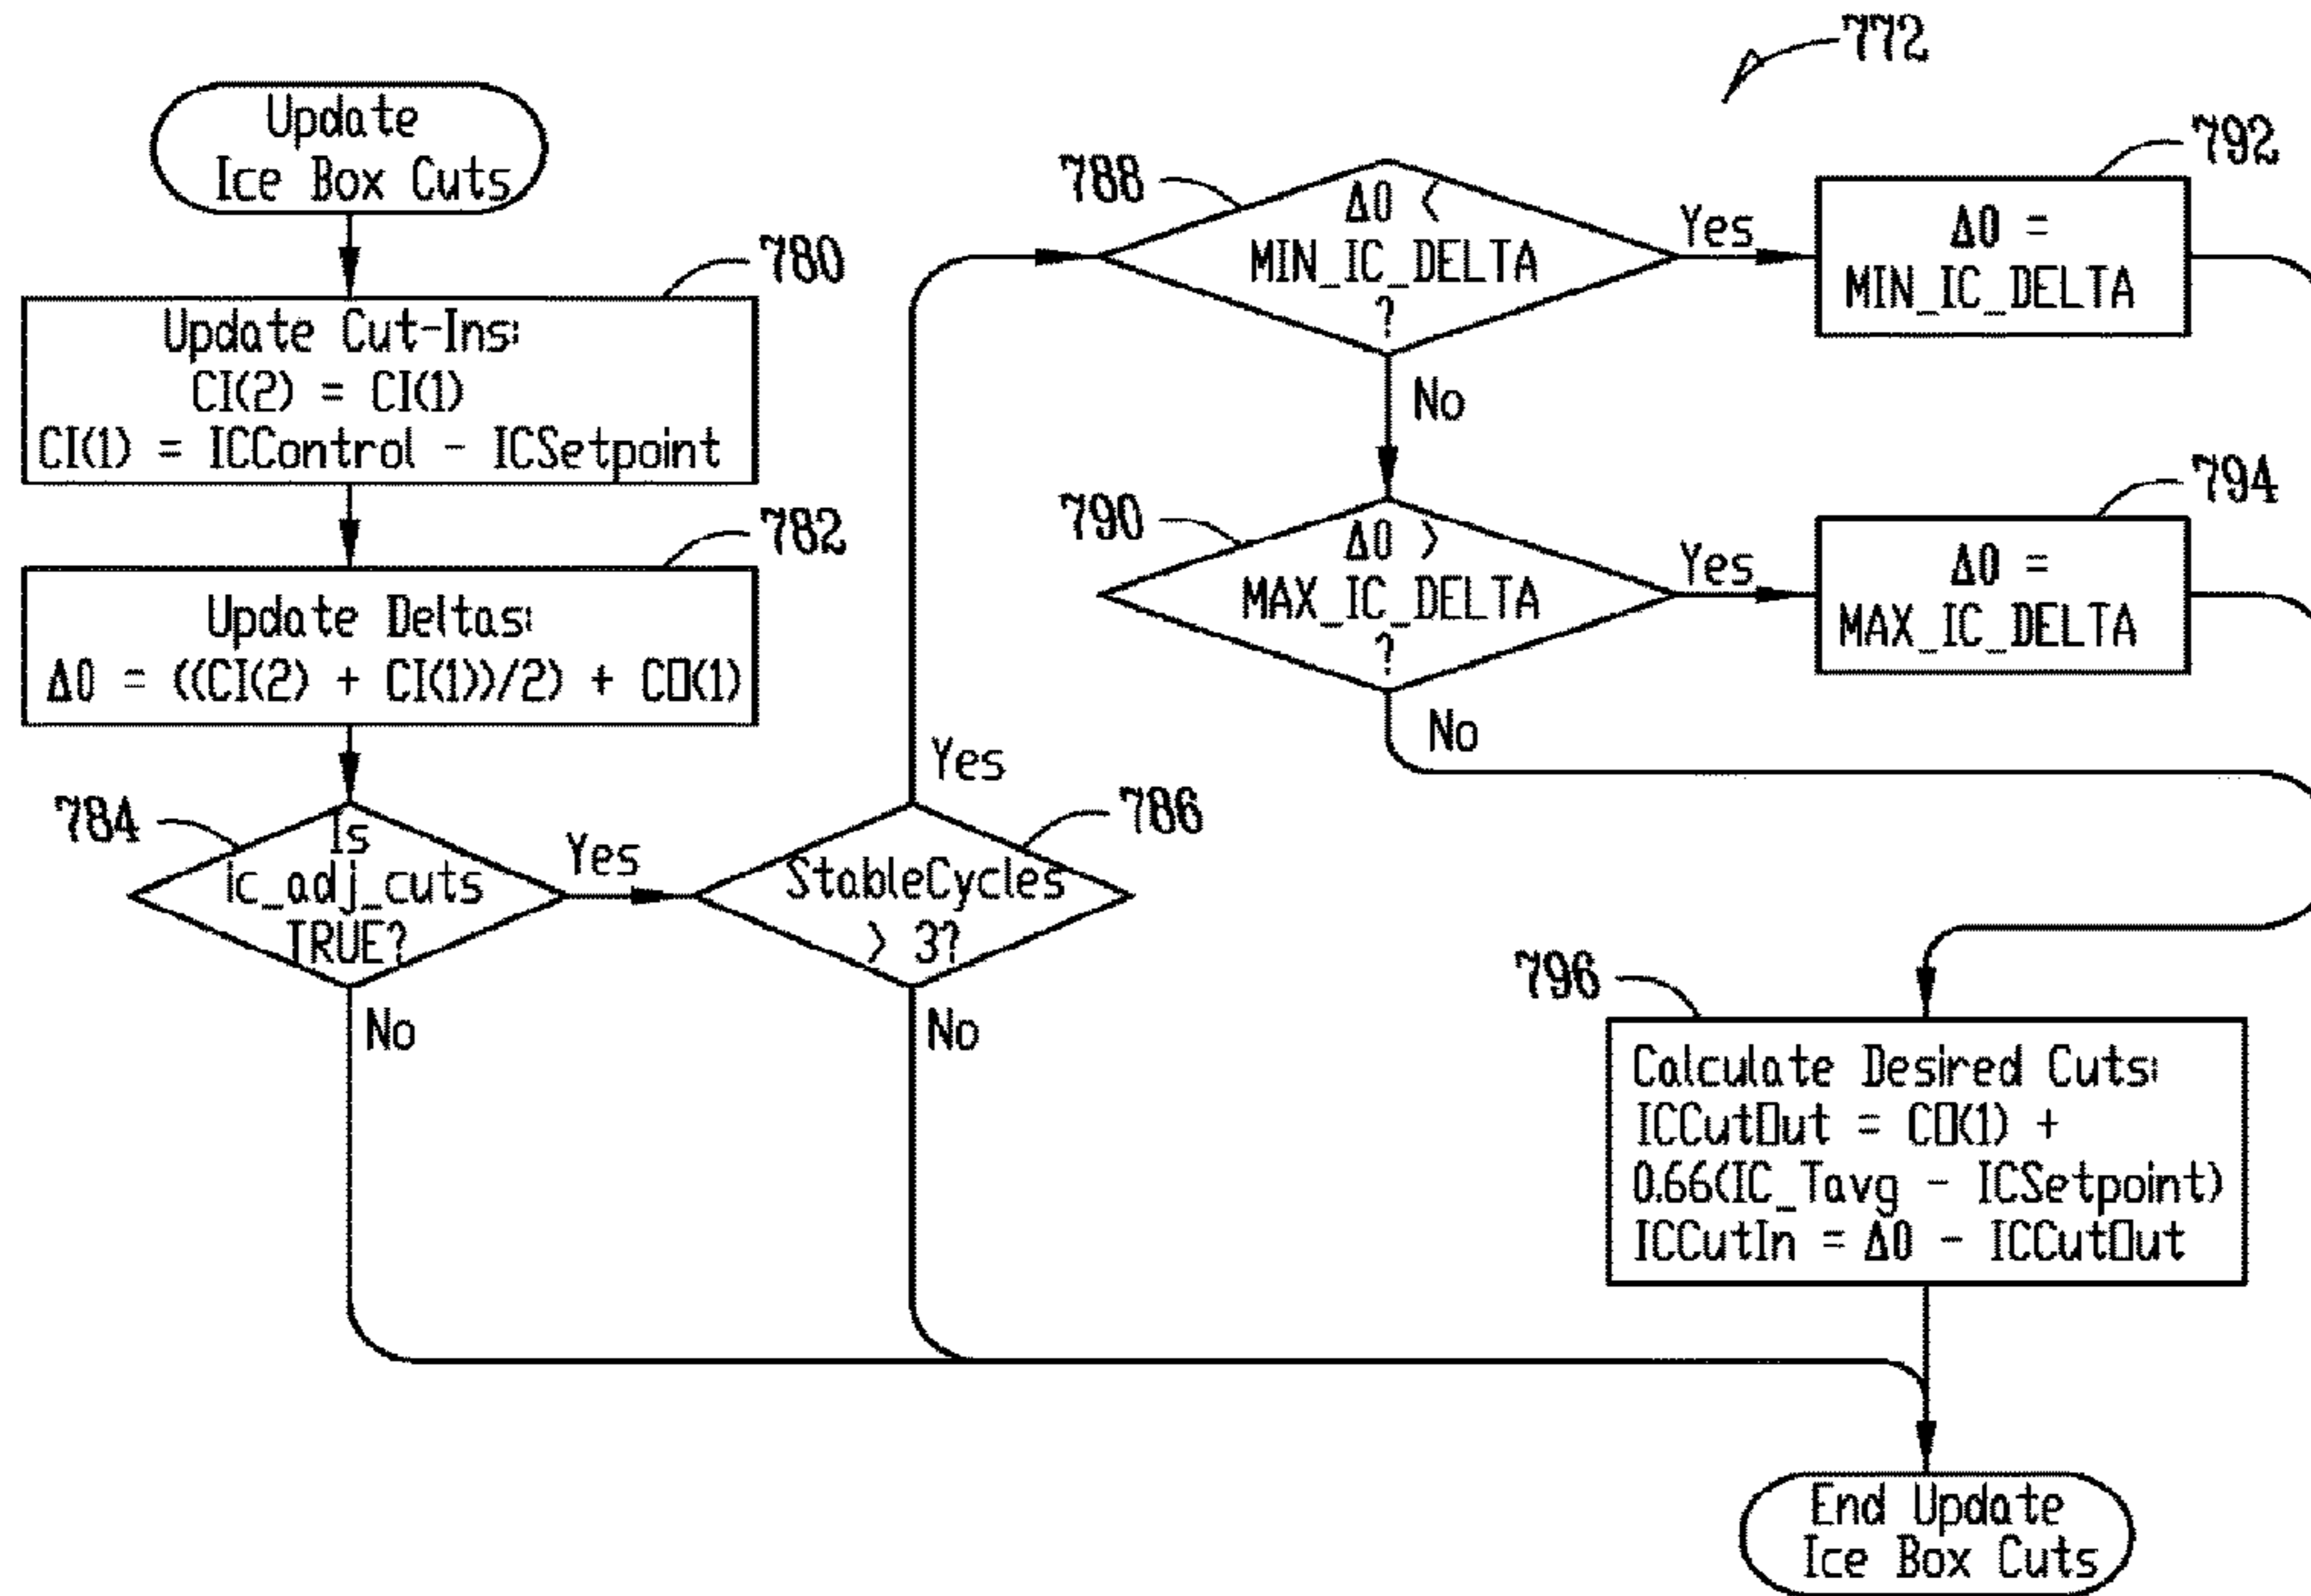 772
Update
Ice Box Cuts
780
Update Cut-Ins:
CI(2) = CI(1)
CI(1) = ICControl - ICSetpoint
782
Update Deltas:
Δ0 = ((CI(2) + CI(1))/2) + CO(1)
784
Is
ic_adj_cuts
TRUE?
Yes
No
786
StableCycles
> 3?
Yes
No
788
Δ0 <
MIN_IC_DELTA
?
Yes
No
792
Δ0 =
MIN_IC_DELTA
790
Δ0 >
MAX_IC_DELTA
?
Yes
No
794
Δ0 =
MAX_IC_DELTA
796
Calculate Desired Cuts:
ICCutOut = CO(1) +
0.66(IC_Tavg - ICSetpoint)
ICCutIn = Δ0 - ICCutOut
End Update
Ice Box Cuts